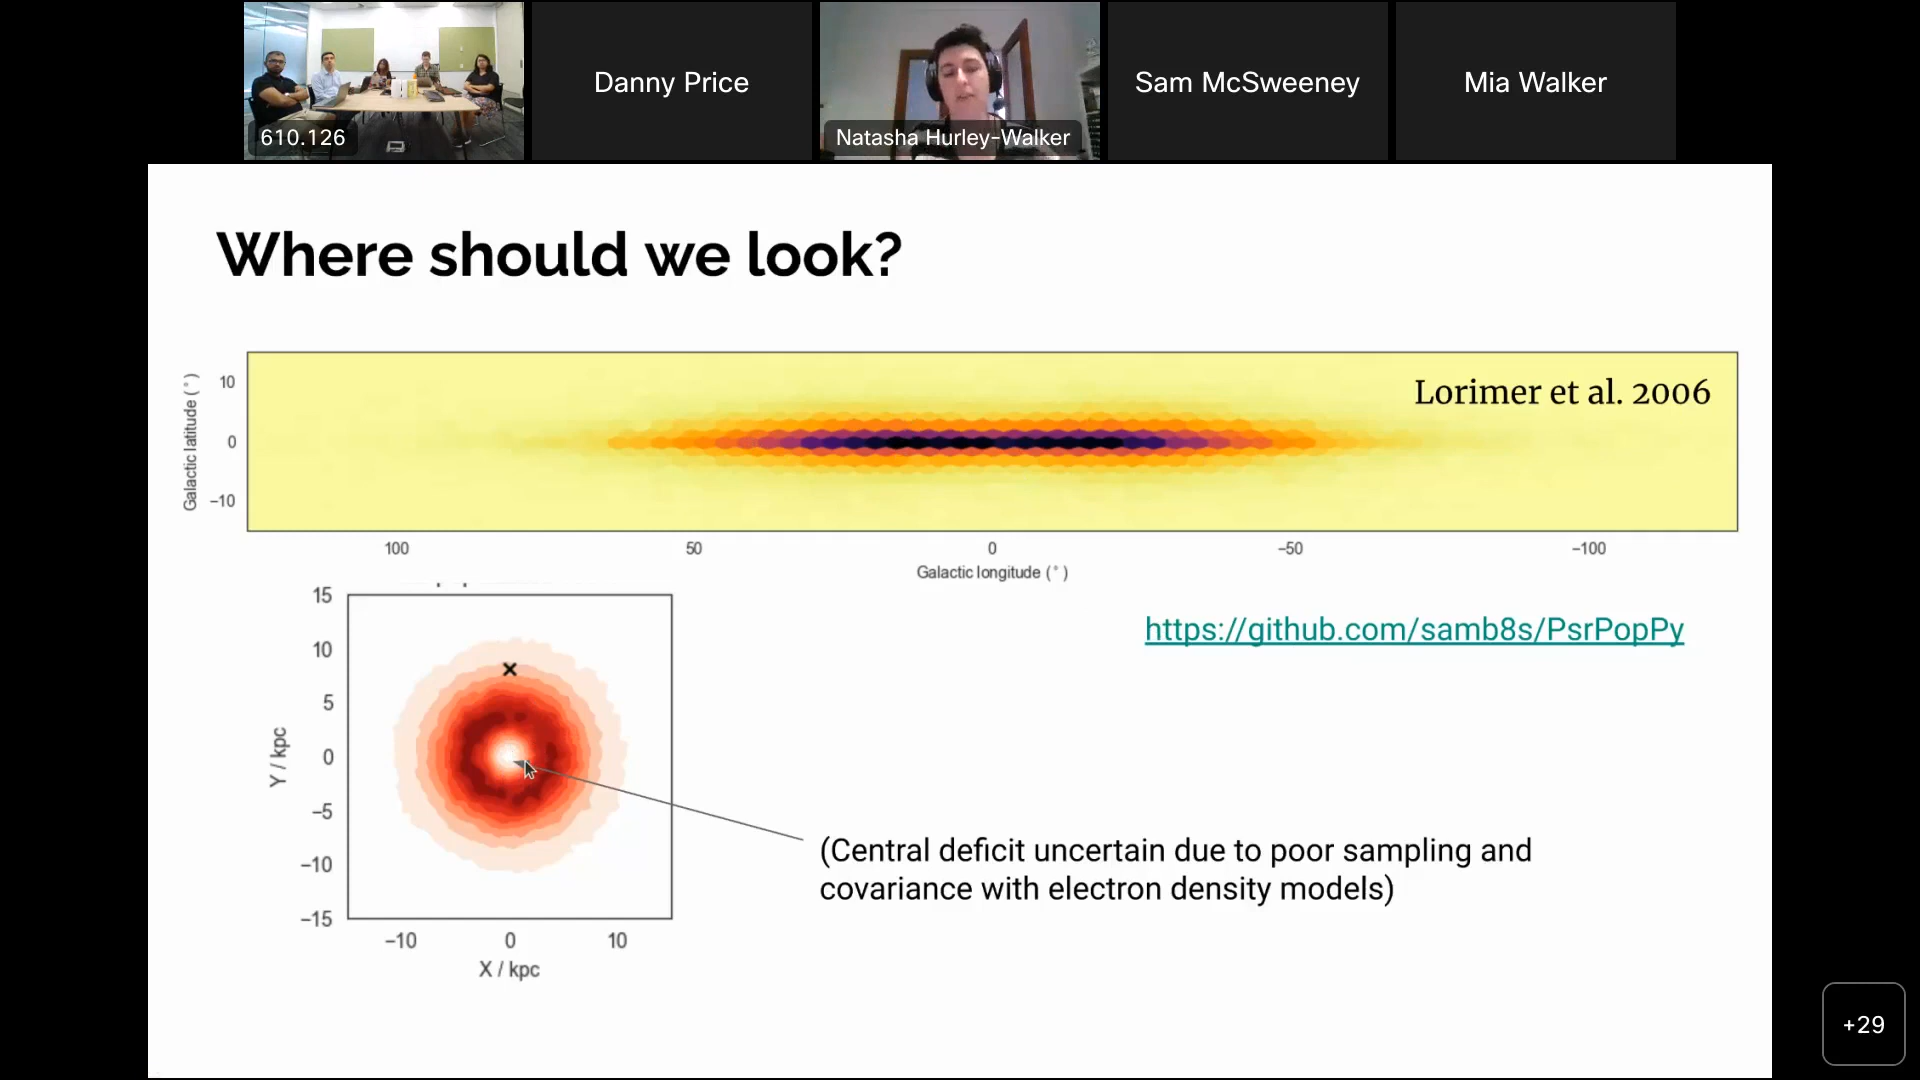 610.126
Danny Price
Natasha Hurley-Walker
Sam McSweeney
Mia Walker
Where should we look?
Galactic latitude (°)
10
0
−10
Lorimer et al. 2006
100
50
0
−50
−100
Galactic longitude (°)
https://github.com/samb8s/PsrPopPy
Y / kpc
15
10
5
0
−5
−10
−15
−10
0
10
X / kpc
(Central deficit uncertain due to poor sampling and
covariance with electron density models)
+29